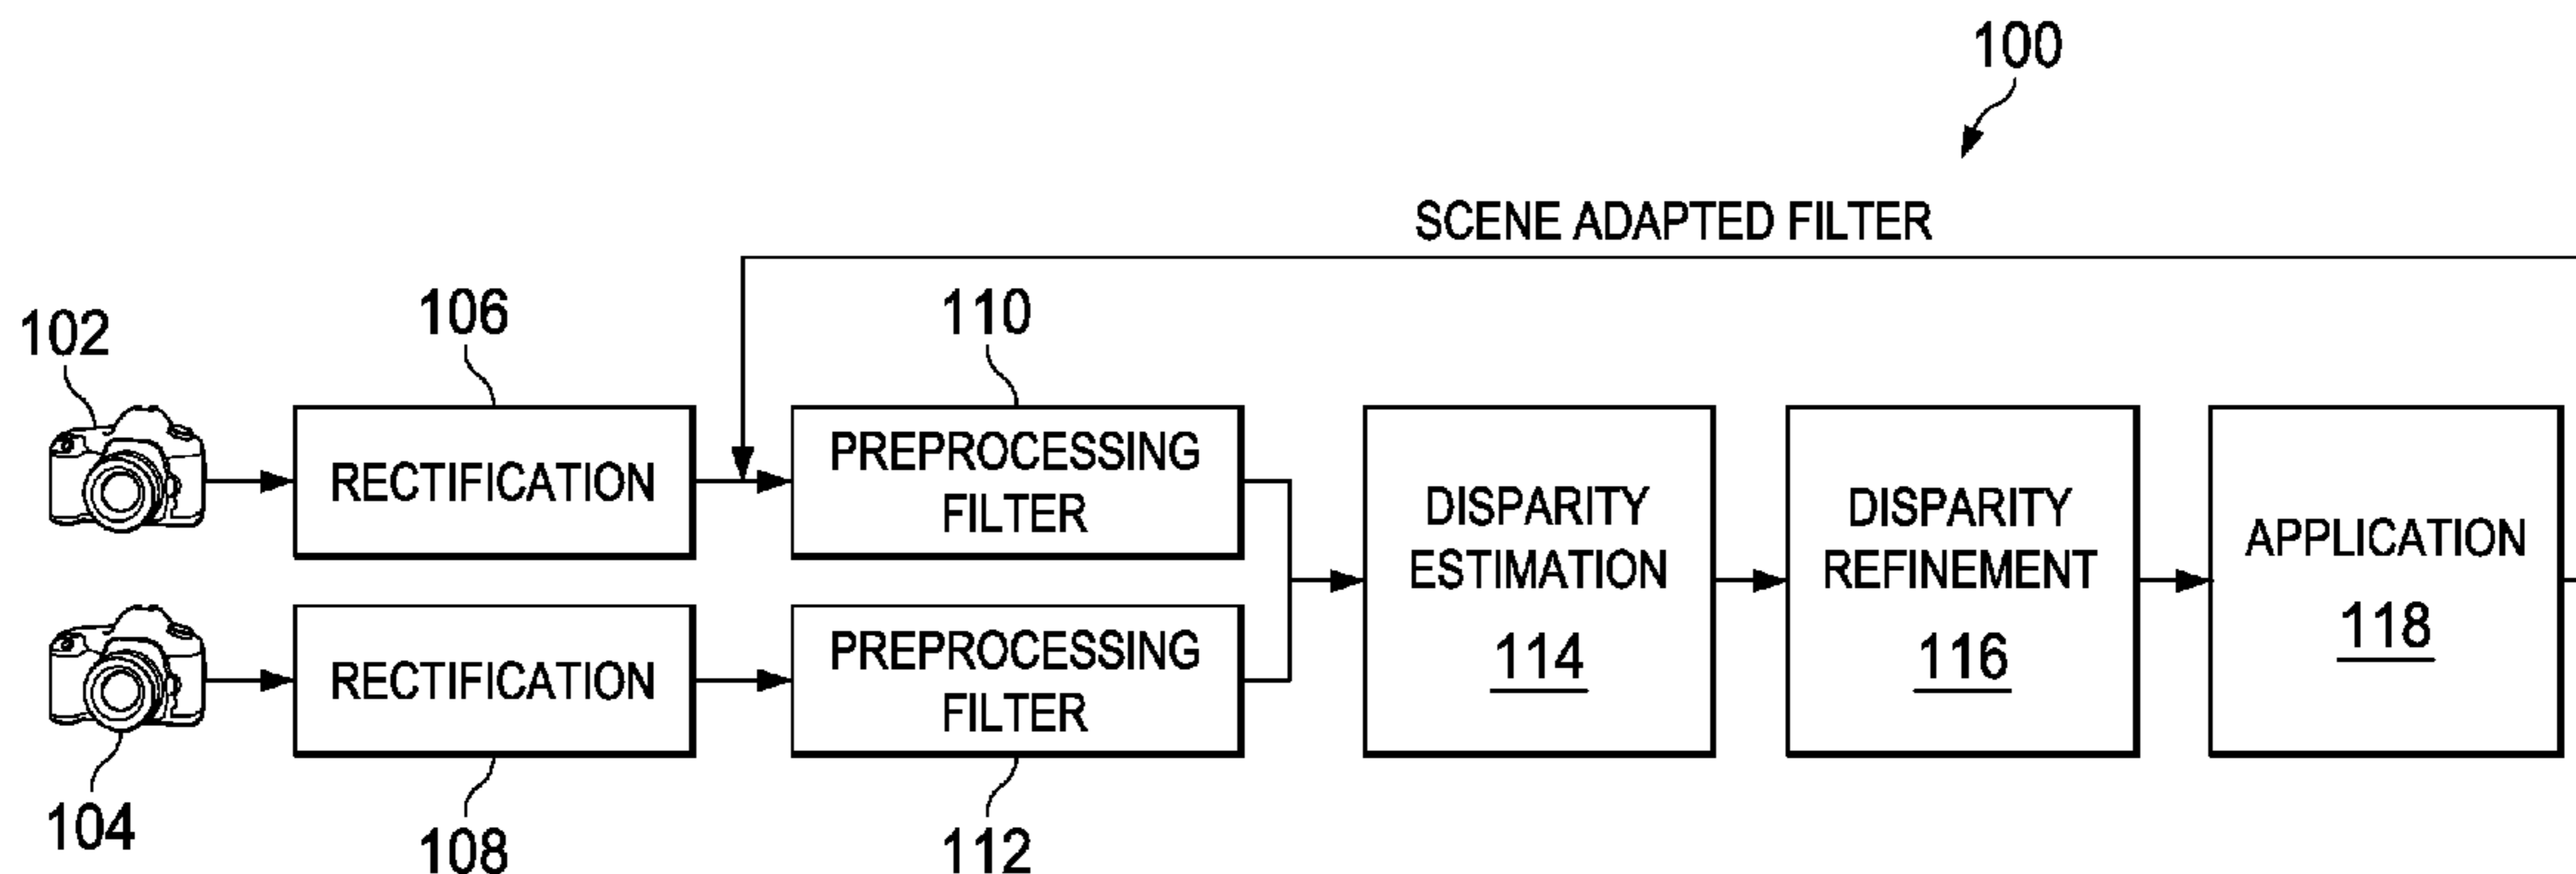 100
SCENE ADAPTED FILTER
102
106
110
RECTIFICATION
PREPROCESSING
FILTER
DISPARITY
ESTIMATION
114
DISPARITY
REFINEMENT
116
APPLICATION
118
RECTIFICATION
PREPROCESSING
FILTER
104
108
112